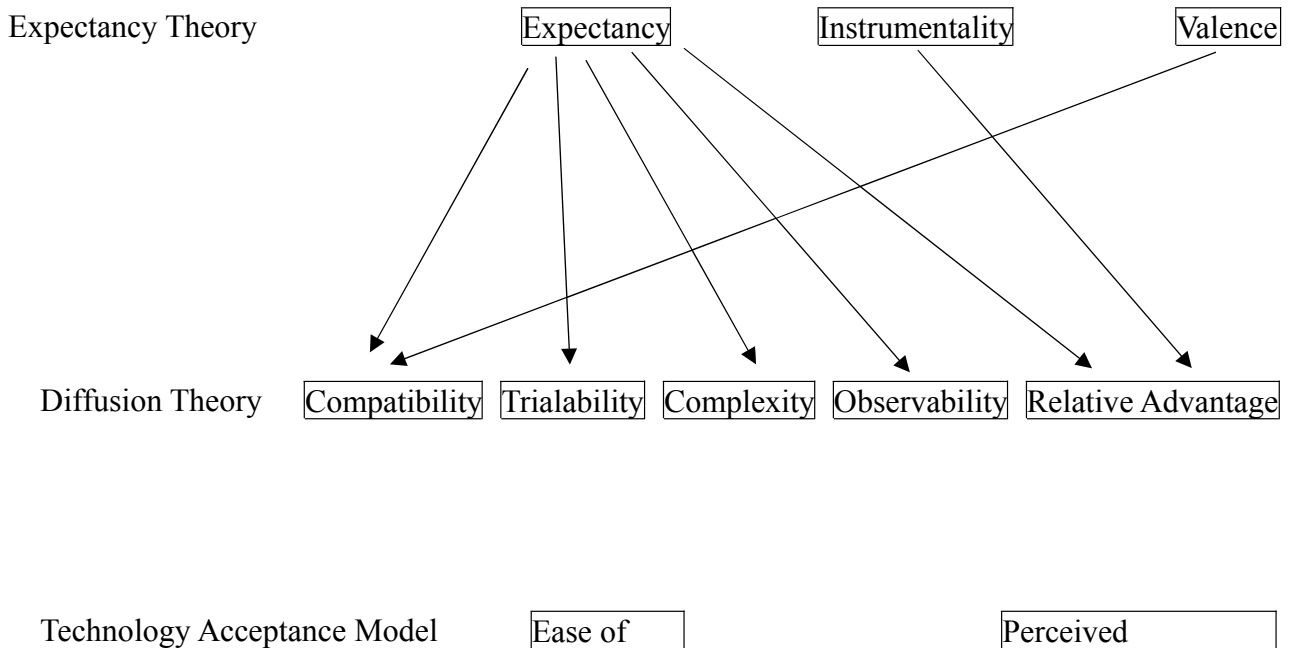 Expectancy Theory Expectancy Instrumentality Valence
Diffusion Theory Compatibility Trialability Complexity Observability Relative Advantage
Technology Acceptance Model Ease of Perceived